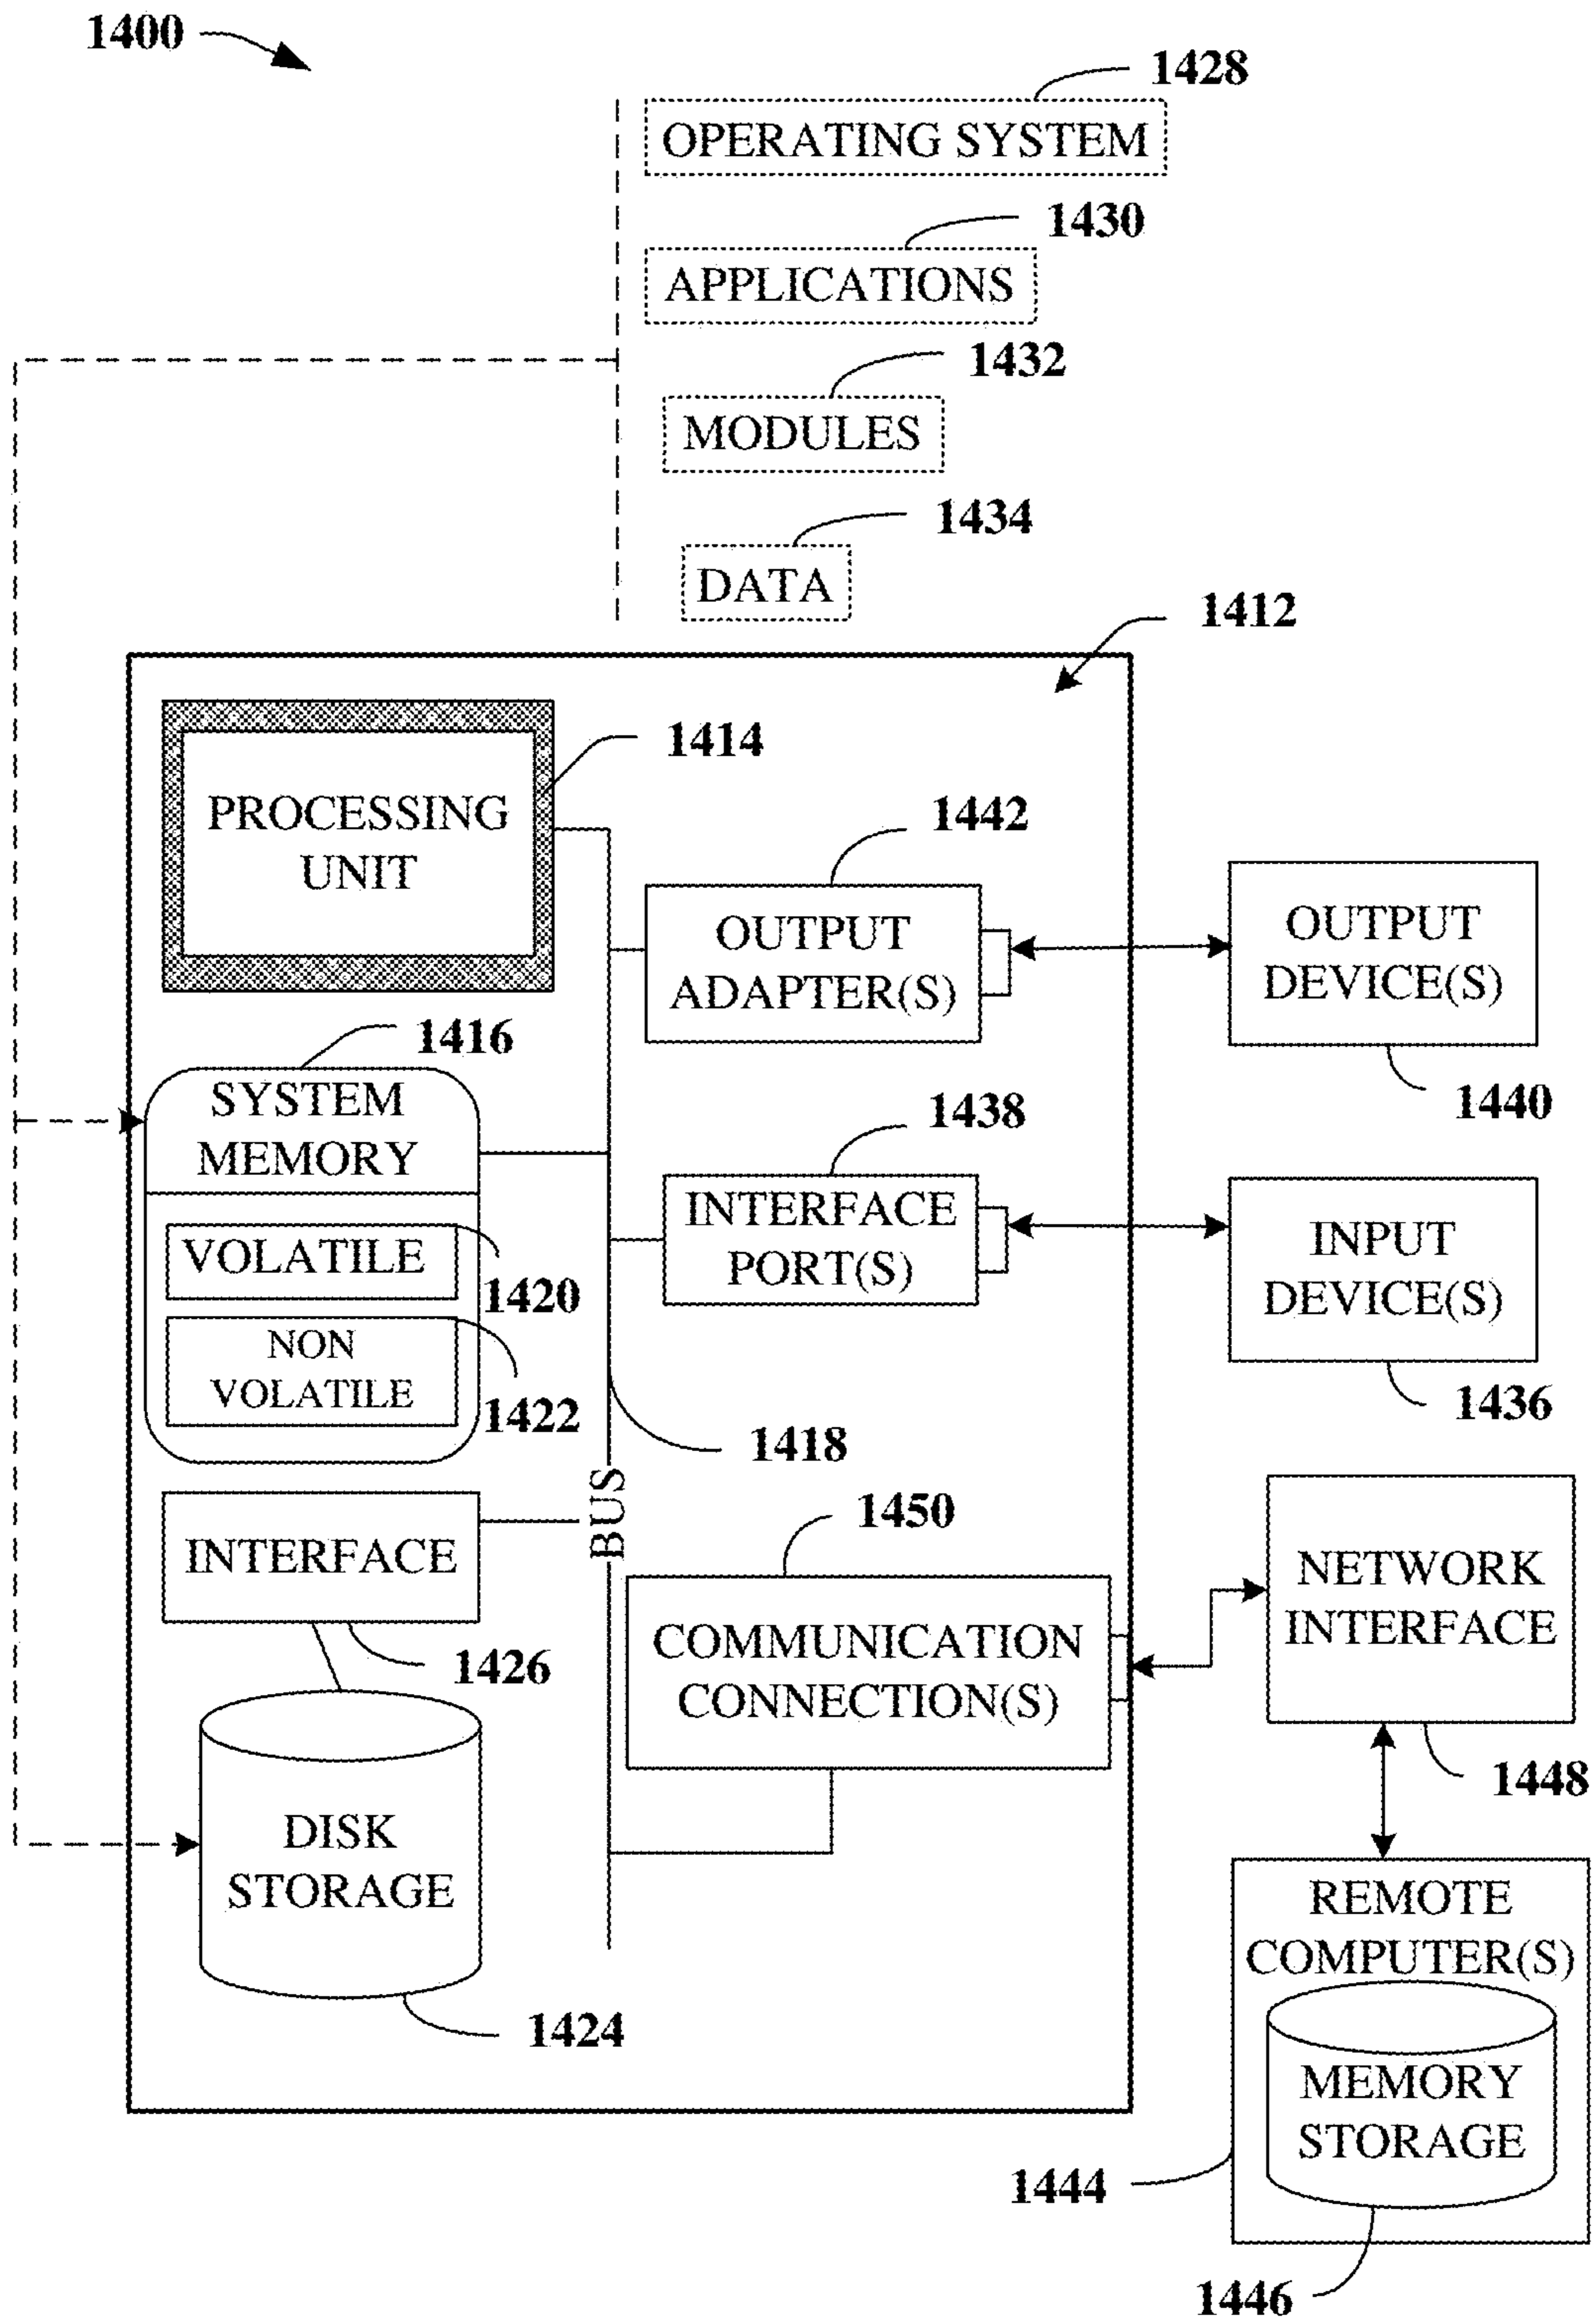 1400
1428
OPERATING SYSTEM
1430
APPLICATIONS
1432
MODULES
1434
DATA
1412
1414
PROCESSING
UNIT
1442
OUTPUT
ADAPTER(S)
OUTPUT
DEVICE(S)
1440
1416
SYSTEM
MEMORY
VOLATILE
1420
NON
VOLATILE
1422
1438
INTERFACE
PORT(S)
INPUT
DEVICE(S)
1436
1418
BUS
INTERFACE
1426
1450
COMMUNICATION
CONNECTION(S)
NETWORK
INTERFACE
1448
DISK
STORAGE
1424
REMOTE
COMPUTER(S)
MEMORY
STORAGE
1444
1446